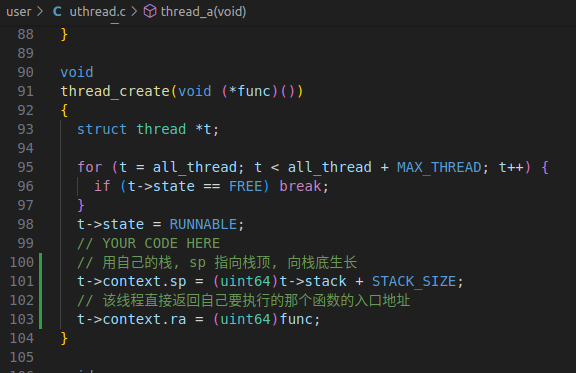 user > C uthread.c > thread_a(void)
88 }
89
90 void
91 thread_create(void (*func)())
92 {
93 struct thread *t;
94
95 for (t = all_thread; t < all_thread + MAX_THREAD; t++) {
96 if (t->state == FREE) break;
97 }
98 t->state = RUNNABLE;
99 // YOUR CODE HERE
100 // 用自己的栈, sp 指向栈顶, 向栈底生长
101 t->context.sp = (uint64)t->stack + STACK_SIZE;
102 // 该线程直接返回自己要执行的那个函数的入口地址
103 t->context.ra = (uint64)func;
104 }
105